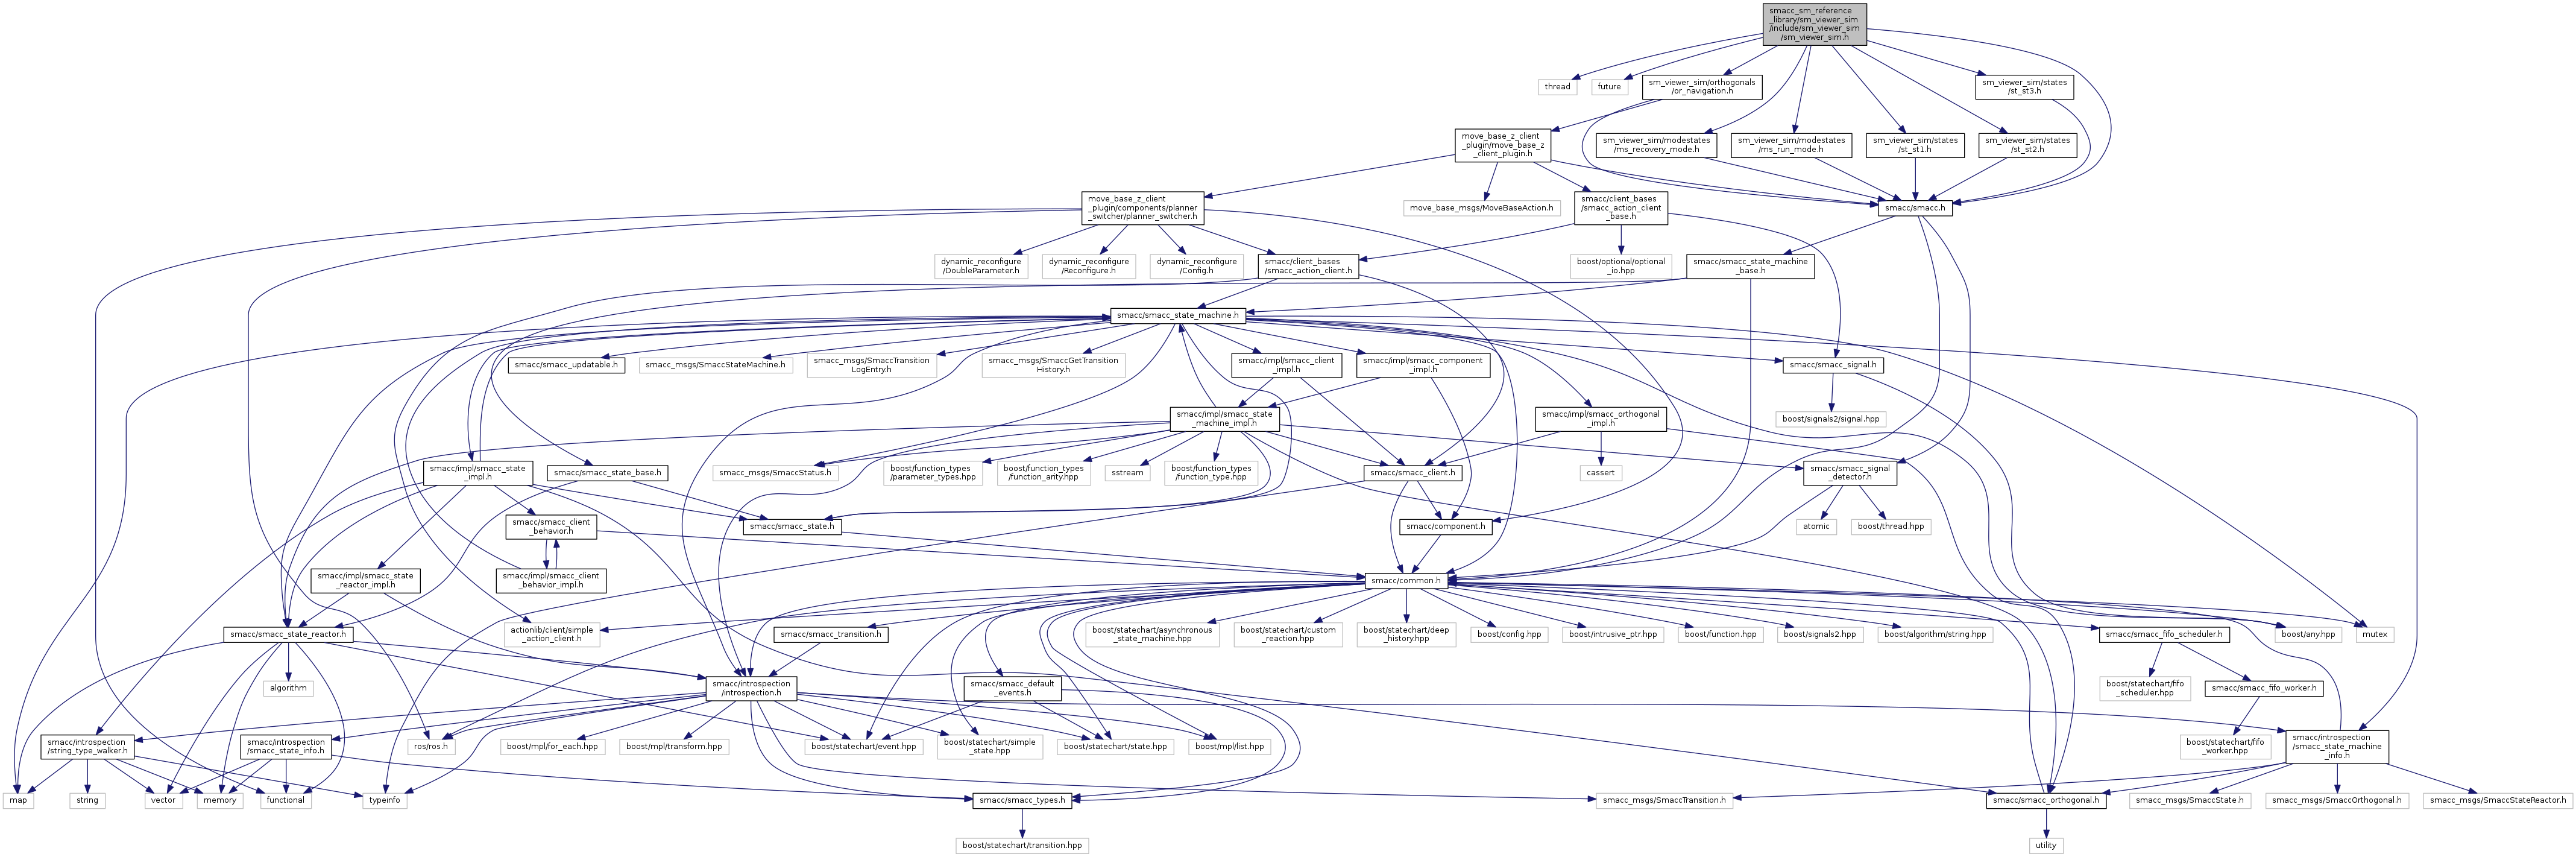 smacc_sm_reference
_library/sm_viewer_sim
/include/sm_viewer_sim
/sm_viewer_sim.h
thread
future
sm_viewer_sim/orthogonals
/or_navigation.h
sm_viewer_sim/states
/st_st3.h
move_base_z_client
_plugin/move_base_z
_client_plugin.h
sm_viewer_sim/modestates
/ms_recovery_mode.h
sm_viewer_sim/modestates
/ms_run_mode.h
sm_viewer_sim/states
/st_st1.h
sm_viewer_sim/states
/st_st2.h
move_base_z_client
_plugin/components/planner
_switcher/planner_switcher.h
move_base_msgs/MoveBaseAction.h
smacc/client_bases
/smacc_action_client
_base.h
smacc/smacc.h
dynamic_reconfigure
/DoubleParameter.h
dynamic_reconfigure
/Reconfigure.h
dynamic_reconfigure
/Config.h
smacc/client_bases
/smacc_action_client.h
boost/optional/optional
_io.hpp
smacc/smacc_state_machine
_base.h
smacc/smacc_state_machine.h
smacc/smacc_updatable.h
smacc_msgs/SmaccStateMachine.h
smacc_msgs/SmaccTransition
LogEntry.h
smacc_msgs/SmaccGetTransition
History.h
smacc/impl/smacc_client
_impl.h
smacc/impl/smacc_component
_impl.h
smacc/smacc_signal.h
smacc/impl/smacc_state
_machine_impl.h
smacc/impl/smacc_orthogonal
_impl.h
boost/signals2/signal.hpp
smacc/impl/smacc_state
_impl.h
smacc/smacc_state_base.h
smacc_msgs/SmaccStatus.h
boost/function_types
/parameter_types.hpp
boost/function_types
/function_arity.hpp
sstream
boost/function_types
/function_type.hpp
smacc/smacc_client.h
cassert
smacc/smacc_signal
_detector.h
smacc/smacc_client
_behavior.h
smacc/smacc_state.h
smacc/component.h
atomic
boost/thread.hpp
smacc/impl/smacc_state
_reactor_impl.h
smacc/impl/smacc_client
_behavior_impl.h
smacc/common.h
smacc/smacc_state_reactor.h
actionlib/client/simple
_action_client.h
smacc/smacc_transition.h
boost/statechart/asynchronous
_state_machine.hpp
boost/statechart/custom
_reaction.hpp
boost/statechart/deep
_history.hpp
boost/config.hpp
boost/intrusive_ptr.hpp
boost/function.hpp
boost/signals2.hpp
boost/algorithm/string.hpp
smacc/smacc_fifo_scheduler.h
boost/any.hpp
mutex
algorithm
smacc/introspection
/introspection.h
smacc/smacc_default
_events.h
boost/statechart/fifo
_scheduler.hpp
smacc/smacc_fifo_worker.h
smacc/introspection
/string_type_walker.h
smacc/introspection
/smacc_state_info.h
ros/ros.h
boost/mpl/for_each.hpp
boost/mpl/transform.hpp
boost/statechart/event.hpp
boost/statechart/simple
_state.hpp
boost/statechart/state.hpp
boost/mpl/list.hpp
boost/statechart/fifo
_worker.hpp
smacc/introspection
/smacc_state_machine
_info.h
map
string
vector
memory
functional
typeinfo
smacc/smacc_types.h
smacc_msgs/SmaccTransition.h
smacc/smacc_orthogonal.h
smacc_msgs/SmaccState.h
smacc_msgs/SmaccOrthogonal.h
smacc_msgs/SmaccStateReactor.h
boost/statechart/transition.hpp
utility